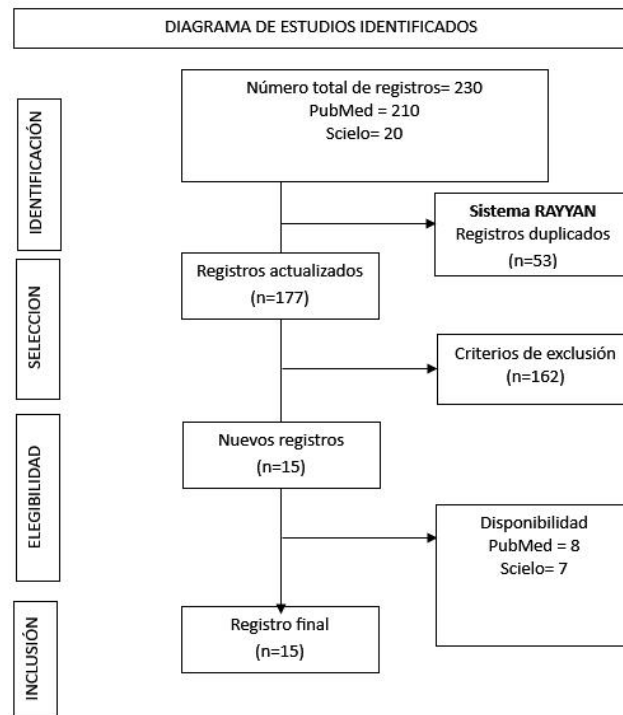 DIAGRAMA DE ESTUDIOS IDENTIFICADOS
IDENTIFICACIÓN
Número total de registros= 230
PubMed = 210
Scielo= 20
Sistema RAYYAN
Registros duplicados
(n=53)
SELECCION
Registros actualizados
(n=177)
Criterios de exclusión
(n=162)
ELEGIBILIDAD
Nuevos registros
(n=15)
Disponibilidad
PubMed = 8
Scielo= 7
INCLUSIÓN
Registro final
(n=15)